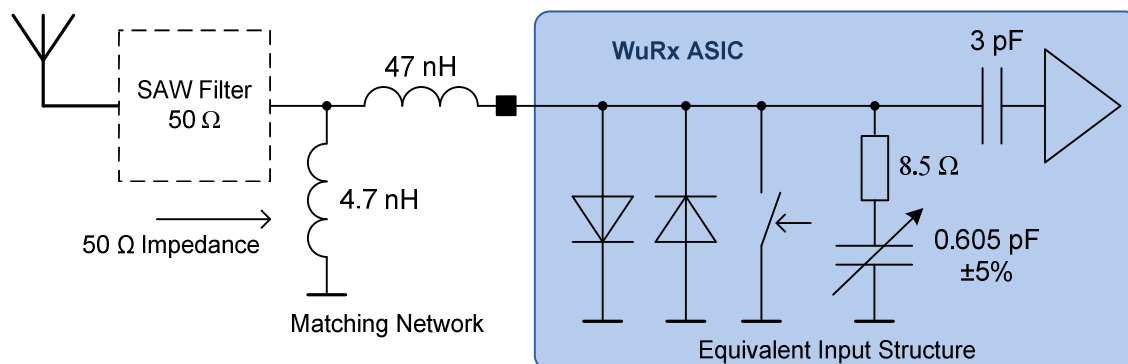 WuRx ASIC
3 pF
47 nH
SAW Filter
50 Ω
8.5 Ω
4.7 nH
50 Ω Impedance
0.605 pF
±5%
Matching Network
Equivalent Input Structure